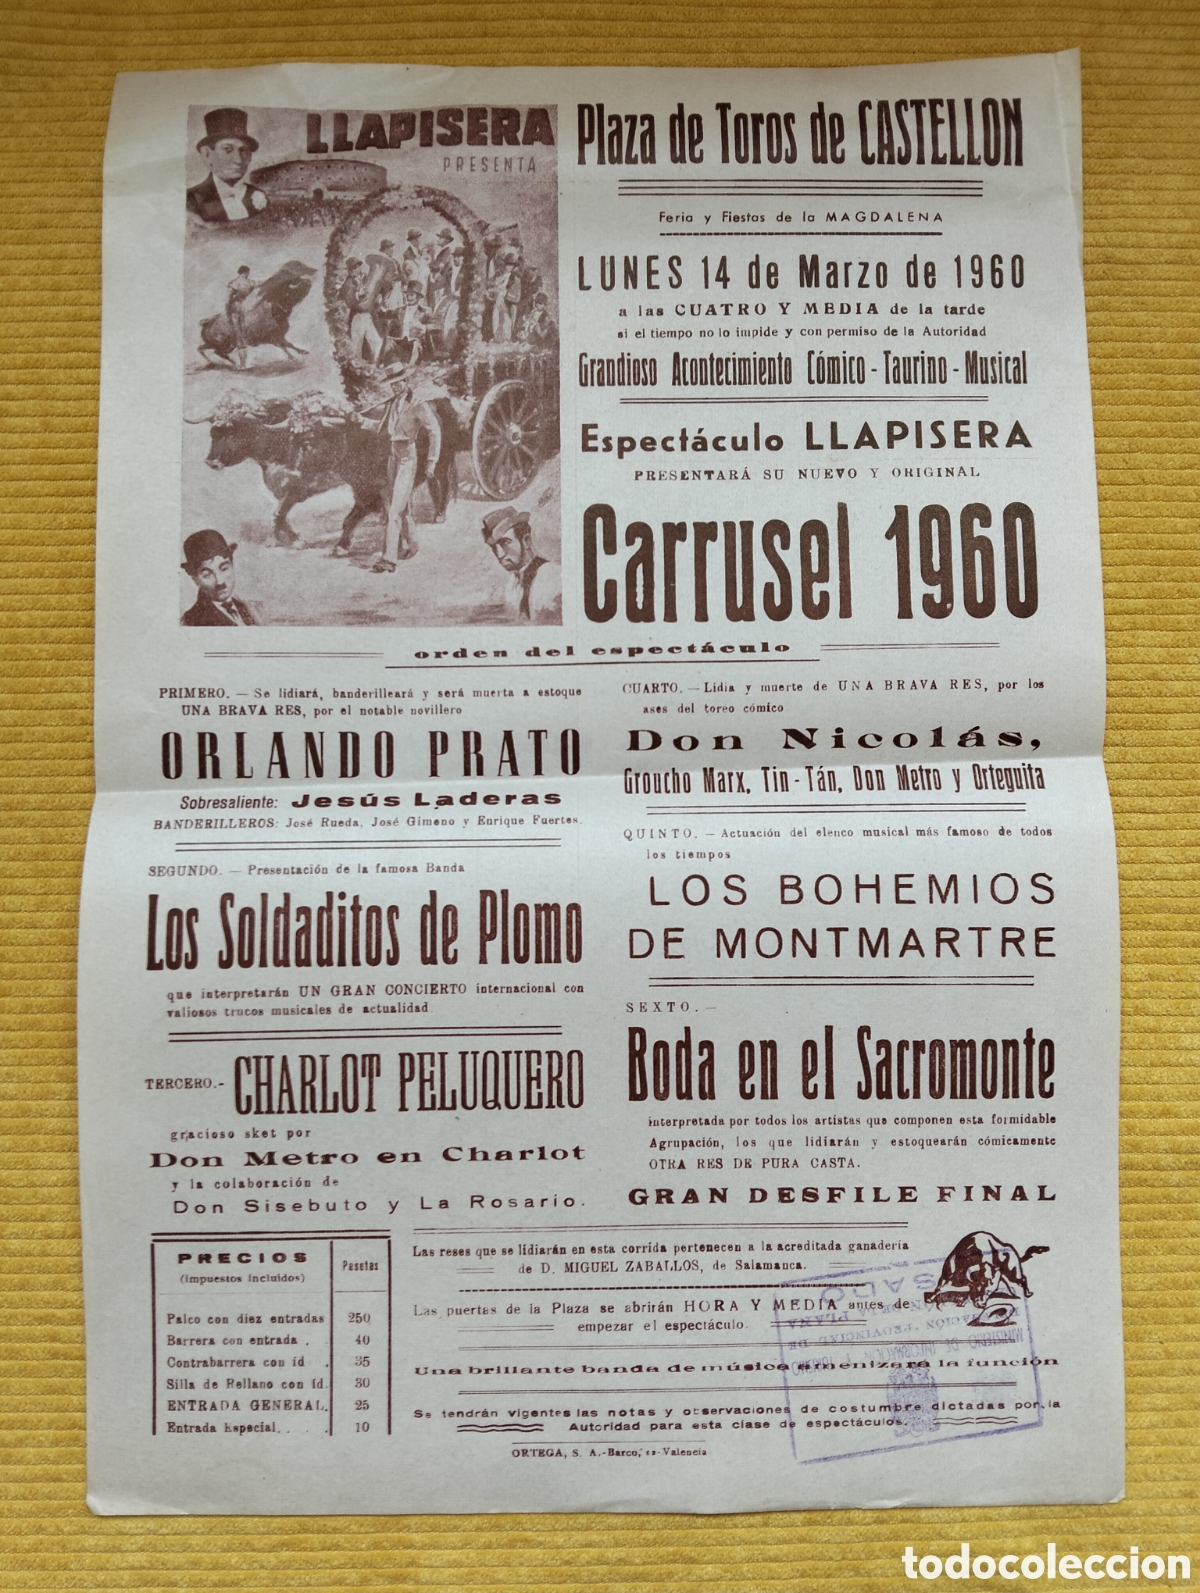 LLAPISERA
PRESENTA
Plaza de Toros de CASTELLON
Feria y Fiestas de la MAGDALENA
LUNES 14 de Marzo de 1960
a las CUATRO Y MEDIA de la tarde
si el tiempo no lo impide y con permiso de la Autoridad
Grandioso Acontecimiento Cómico - Taurino - Musical
Espectáculo LLAPISERA
PRESENTARÁ SU NUEVO Y ORIGINAL
Carrusel 1960
orden del espectáculo
PRIMERO. — Se lidiará, banderilleará y será muerta a estoque
UNA BRAVA RES, por el notable novillero
ORLANDO PRATO
Sobresaliente: Jesús Laderas
BANDERILLEROS: José Rueda, José Gimeno y Enrique Fuertes.
SEGUNDO. — Presentación de la famosa Banda
Los Soldaditos de Plomo
que interpretarán UN GRAN CONCIERTO internacional con
valiosos trucos musicales de actualidad
TERCERO.- CHARLOT PELUQUERO
gracioso sket por
Don Metro en Charlot
y la colaboración de
Don Sisebuto y La Rosario.
CUARTO. — Lidia y muerte de UNA BRAVA RES, por los
ases del toreo cómico
Don Nicolás,
Groucho Marx, Tin - Tán, Don Metro y Orteguita
QUINTO. — Actuación del elenco musical más famoso de todos
los tiempos
LOS BOHEMIOS
DE MONTMARTRE
SEXTO. —
Boda en el Sacromonte
interpretada por todos los artistas que componen esta formidable
Agrupación, los que lidiarán y estoquearán cómicamente
OTRA RES DE PURA CASTA.
GRAN DESFILE FINAL
PRECIOS
(impuestos incluidos)
Pesetas
Palco con diez entradas 250
Barrera con entrada . 40
Contrabarrera con íd . 35
Silla de Rellano con íd. 30
ENTRADA GENERAL. 25
Entrada Especial. . . 10
Las reses que se lidiarán en esta corrida pertenecen a la acreditada ganadería
de D. MIGUEL ZABALLOS, de Salamanca.
Las puertas de la Plaza se abrirán HORA Y MEDIA antes de
empezar el espectáculo.
Una brillante banda de música amenizará la función
Se tendrán vigentes las notas y observaciones de costumbre dictadas por la
Autoridad para esta clase de espectáculos.
ORTEGA, S. A.-Barco, 12-Valencia
MINISTERIO DE INFORMACIÓN Y TURISMO
DELEGACIÓN PROVINCIAL DE
CASTELLÓN DE LA PLANA
todocoleccion